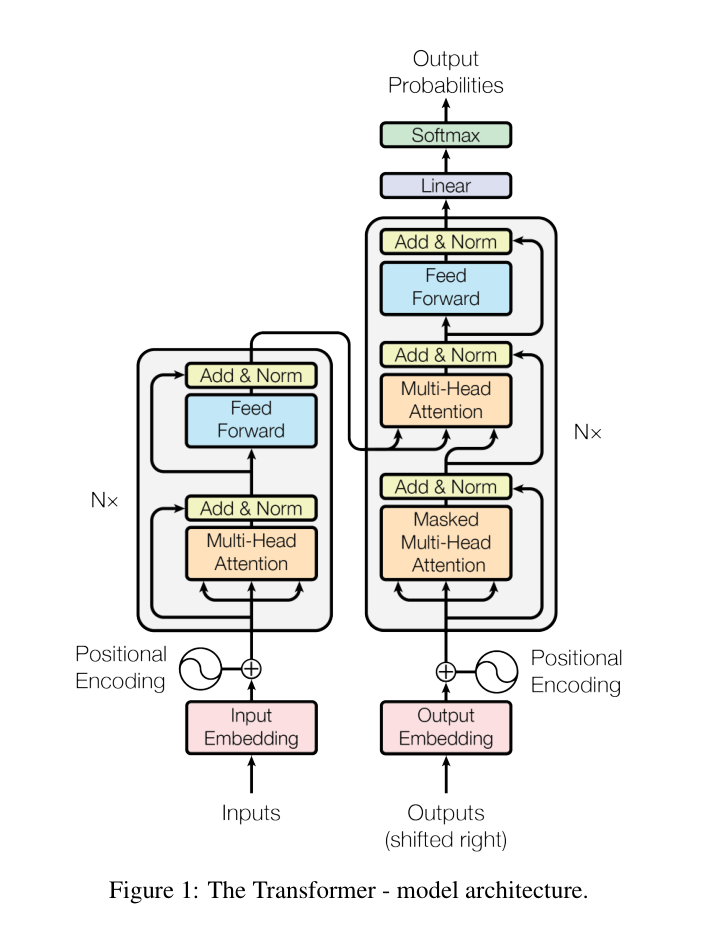 Output
Probabilities
Softmax
Linear
Add & Norm
Feed
Forward
Add & Norm
Multi-Head
Attention
Add & Norm
Masked
Multi-Head
Attention
N×
Add & Norm
Feed
Forward
Add & Norm
Multi-Head
Attention
N×
Positional
Encoding
Positional
Encoding
Input
Embedding
Output
Embedding
Inputs
Outputs
(shifted right)
Figure 1: The Transformer - model architecture.